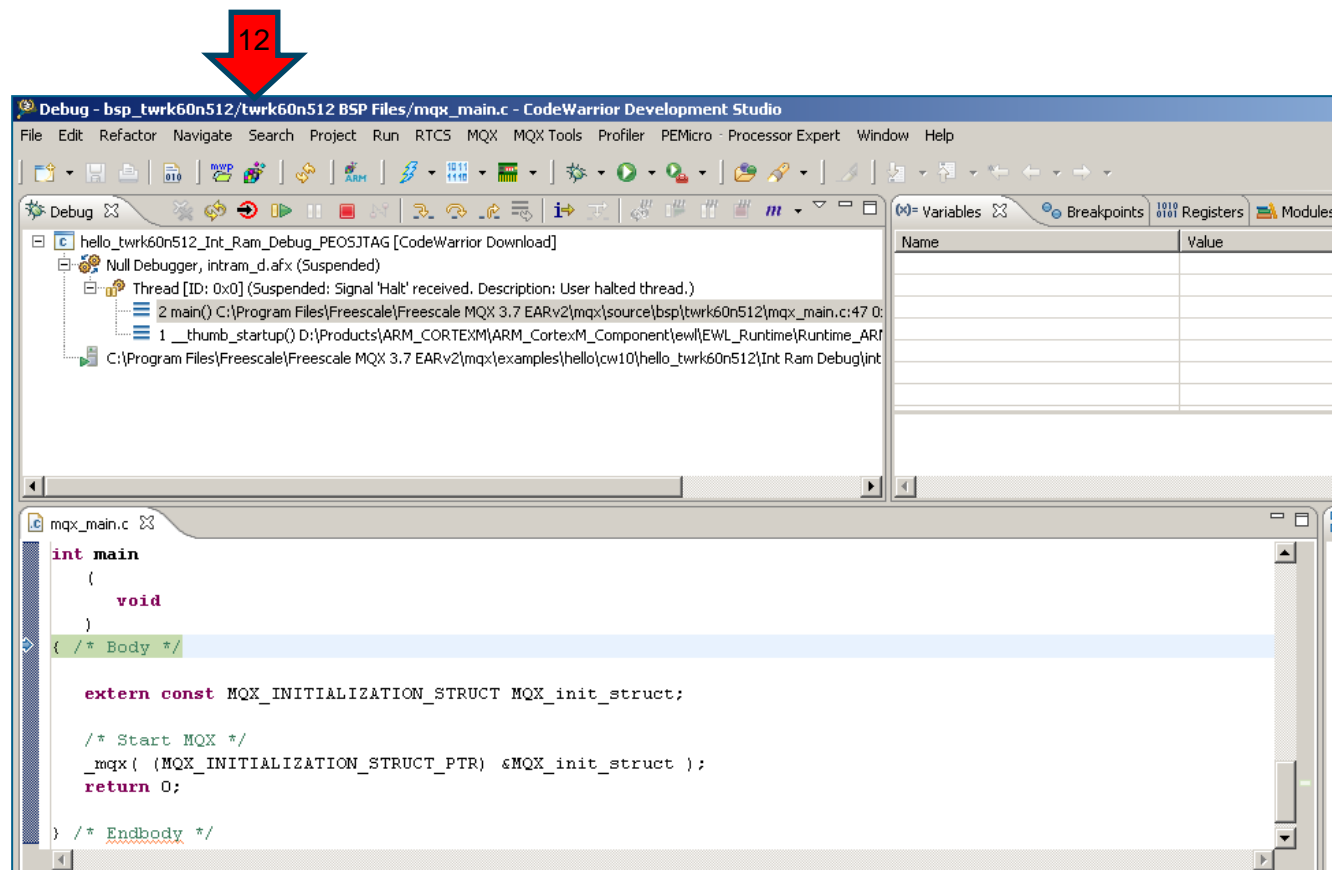 12
Debug - bsp_twrk60n512/twrk60n512 BSP Files/mqx_main.c - CodeWarrior Development Studio
File Edit Refactor Navigate Search Project Run RTCS MQX MQX Tools Profiler PEMicro Processor Expert Window Help
Debug
(x)= Variables Breakpoints Registers Modules
hello_twrk60n512_Int_Ram_Debug_PEOSJTAG [CodeWarrior Download]
Name Value
Null Debugger, intram_d.afx (Suspended)
Thread [ID: 0x0] (Suspended: Signal 'Halt' received. Description: User halted thread.)
2 main() C:\Program Files\Freescale\Freescale MQX 3.7 EARv2\mqx\source\bsp\twrk60n512\mqx_main.c:47 0:
1 __thumb_startup() D:\Products\ARM_CORTEXM\ARM_CortexM_Component\ewl\EWL_Runtime\Runtime_ARM
C:\Program Files\Freescale\Freescale MQX 3.7 EARv2\mqx\examples\hello\cw10\hello_twrk60n512\Int Ram Debug\int
mqx_main.c
int main
(
void
)
{ /* Body */
extern const MQX_INITIALIZATION_STRUCT MQX_init_struct;
/* Start MQX */
_mqx( (MQX_INITIALIZATION_STRUCT_PTR) &MQX_init_struct );
return 0;
} /* Endbody */